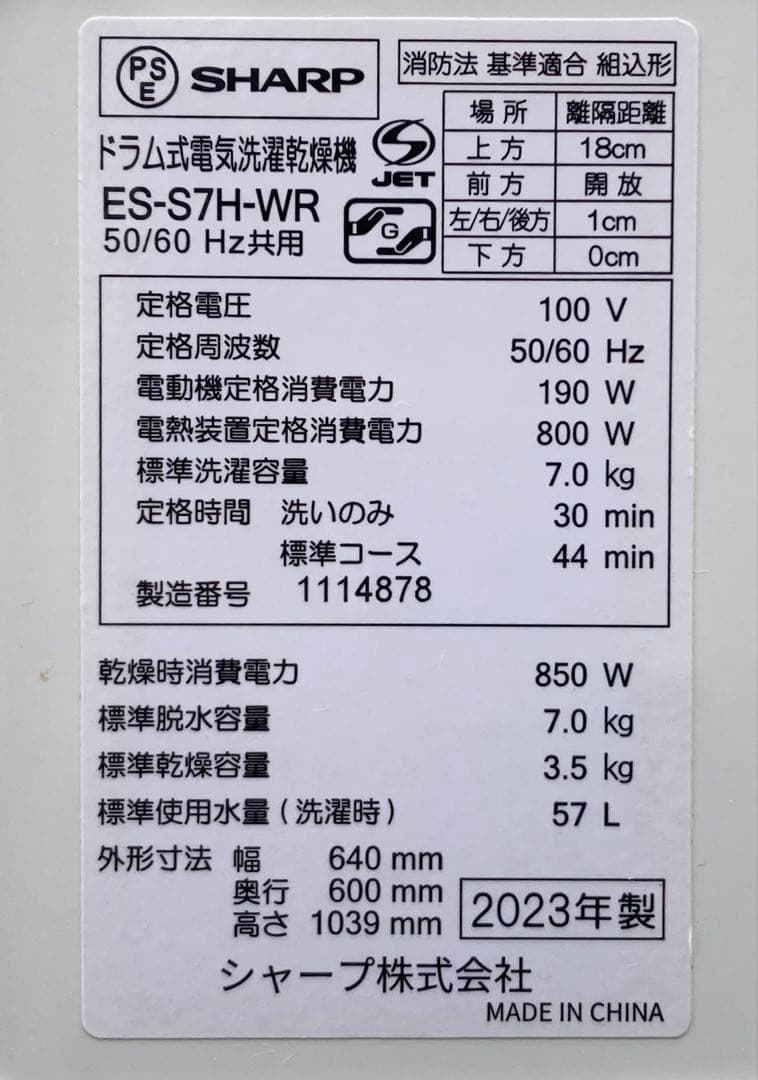 PSE SHARP
消防法 基準適合 組込形
場所 離隔距離
上方 18cm
前方 開放
左/右/後方 1cm
下方 0cm
ドラム式電気洗濯乾燥機
S JET
ES-S7H-WR
G
50/60 Hz共用
定格電圧 100 V
定格周波数 50/60 Hz
電動機定格消費電力 190 W
電熱装置定格消費電力 800 W
標準洗濯容量 7.0 kg
定格時間 洗いのみ 30 min
標準コース 44 min
製造番号 1114878
乾燥時消費電力 850 W
標準脱水容量 7.0 kg
標準乾燥容量 3.5 kg
標準使用水量(洗濯時) 57 L
外形寸法 幅 640 mm
奥行 600 mm
高さ 1039 mm
2023年製
シャープ株式会社
MADE IN CHINA